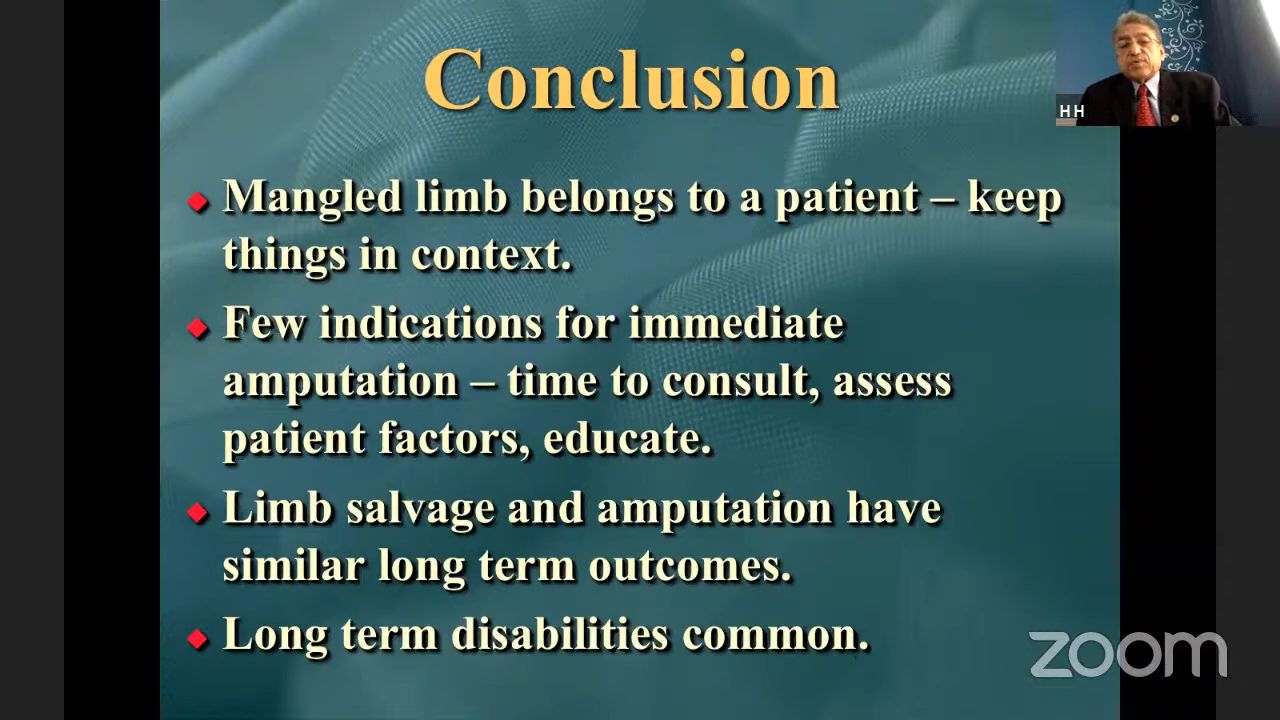 Conclusion
H H
Mangled limb belongs to a patient – keep
things in context.
Few indications for immediate
amputation – time to consult, assess
patient factors, educate.
Limb salvage and amputation have
similar long term outcomes.
Long term disabilities common.
zoom